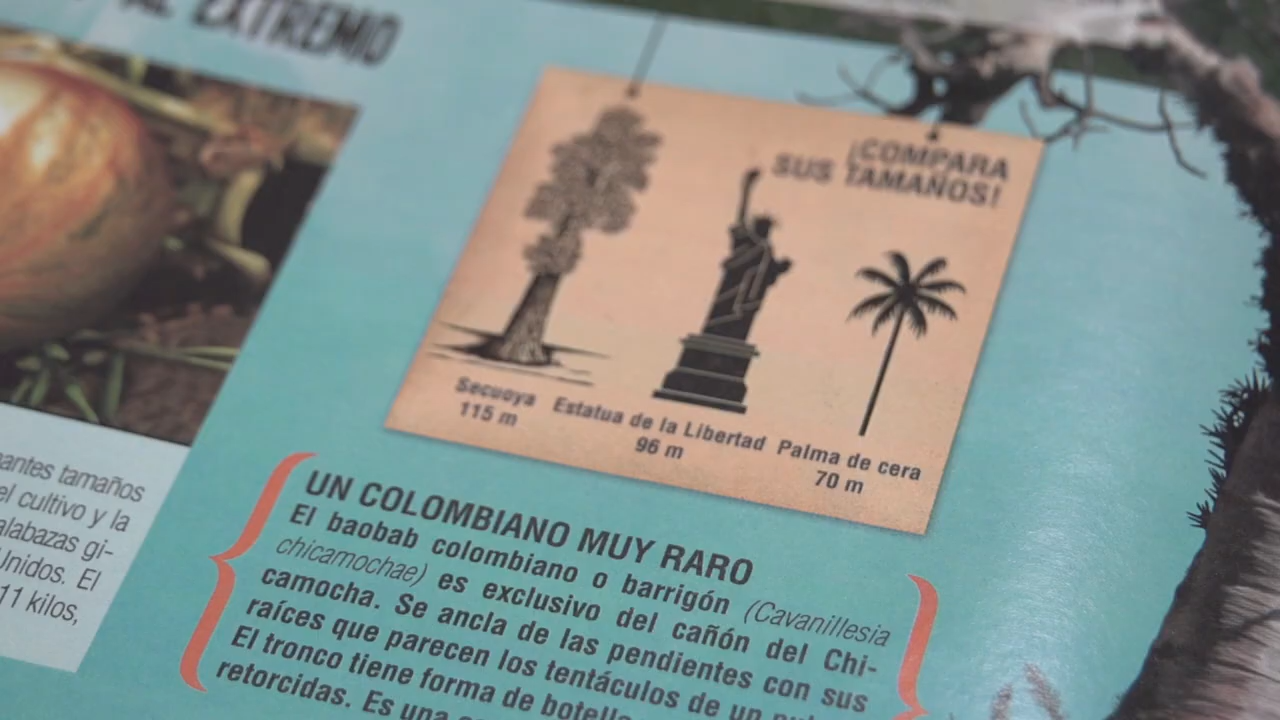 AL EXTREMO
¡COMPARA
SUS TAMAÑOS!
Secuoya
115 m
Estatua de la Libertad
96 m
Palma de cera
70 m
tamaños
el cultivo y la
gi-
Unidos. El
11 kilos,
UN COLOMBIANO MUY RARO
El baobab colombiano o barrigón (Cavanillesia
chicamochae) es exclusivo del cañón del Chi-
camocha. Se ancla de las pendientes con sus
raíces que parecen los tentáculos de un
El tronco tiene forma de botella
retorcidas. Es una